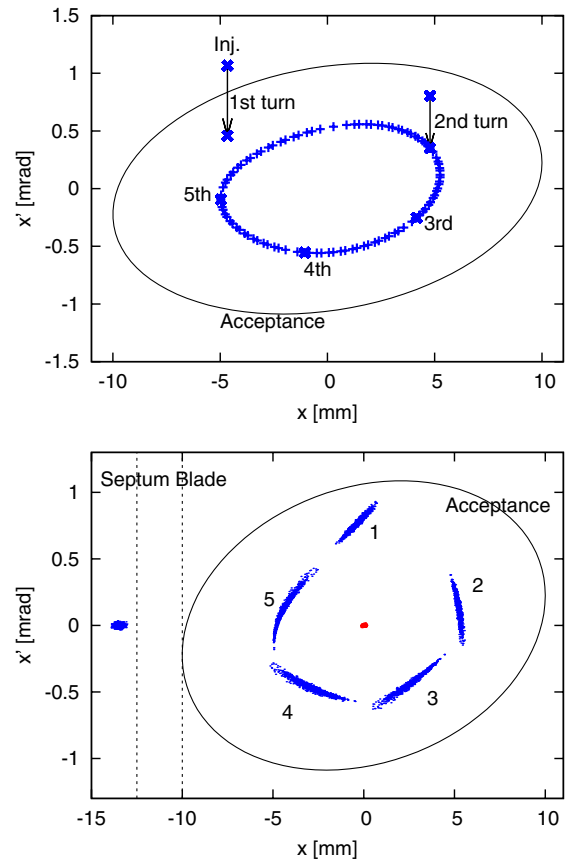 1.5
Inj.
1
1st turn
2nd turn
0.5
x' [mrad]
0
5th
3rd
-0.5
4th
-1
Acceptance
-1.5
-10
-5
0
5
10
x [mm]
Septum Blade
Acceptance
1
1
0.5
5
2
x' [mrad]
0
4
3
-0.5
-1
-15
-10
-5
0
5
10
x [mm]